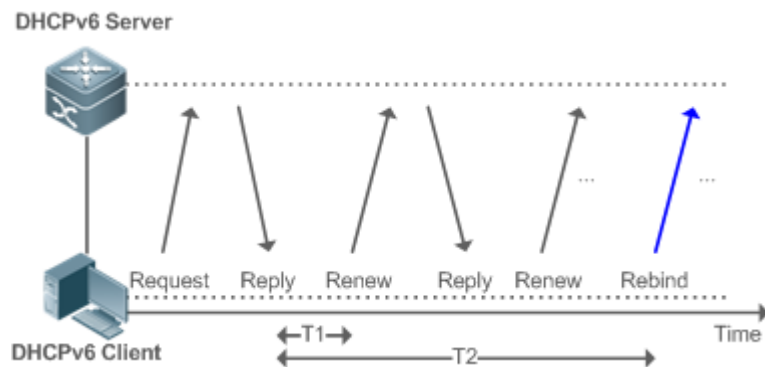 DHCPv6 Server
... ...
Request Reply Renew Reply Renew Rebind
T1
Time
T2
DHCPv6 Client